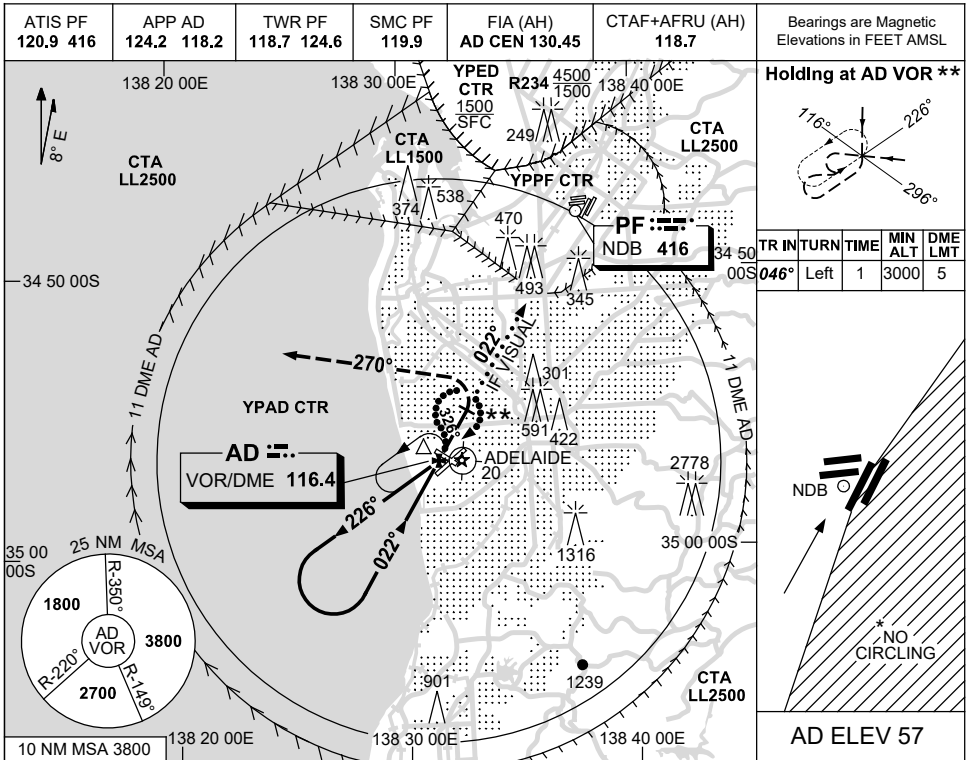 ATIS PF
120.9 416
APP AD
124.2 118.2
TWR PF
118.7 124.6
SMC PF
119.9
FIA (AH)
AD CEN 130.45
CTAF+AFRU (AH)
118.7
Bearings are Magnetic
Elevations in FEET AMSL
138 20 00E
138 30 00E
138 40 00E
8° E
CTA
LL2500
CTA
LL1500
YPED
CTR
1500
SFC
R234
4500
1500
249
CTA
LL2500
YPPF CTR
374
538
470
493
345
PF
NDB 416
34 50
00S
34 50 00S
11 DME AD
11 DME AD
270°
022°
IF VISUAL
301
591
422
326°
**
YPAD CTR
AD
VOR/DME 116.4
ADELAIDE
20
2778
226°
022°
1316
35 00 00S
35 00
00S
25 NM MSA
R-350°
1800
AD
VOR
3800
R-220°
2700
R-149°
901
1239
CTA
LL2500
10 NM MSA 3800
138 20 00E
138 30 00E
138 40 00E
Holding at AD VOR **
116°
226°
296°
TR IN
TURN
TIME
MIN
ALT
DME
LMT
046°
Left
1
3000
5
NDB
*NO
CIRCLING
AD ELEV 57